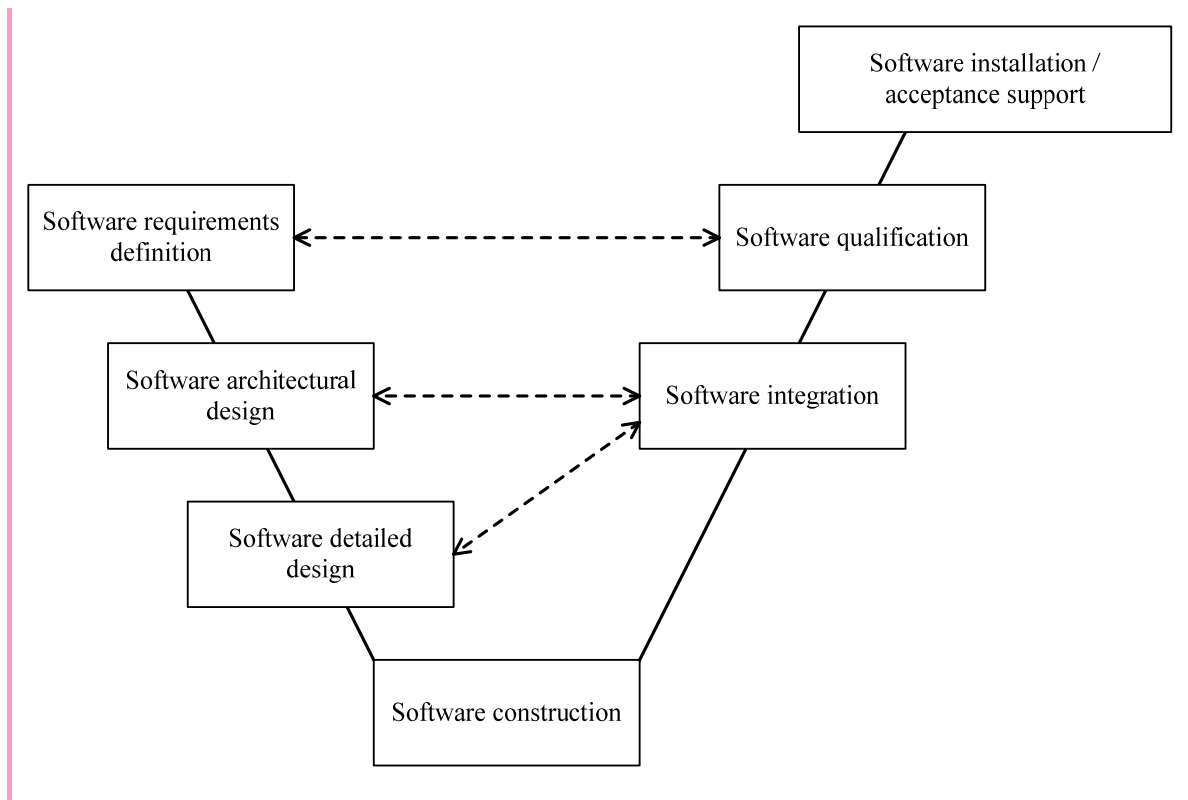 Software installation /
acceptance support
Software requirements
definition
Software qualification
Software architectural
design
Software integration
Software detailed
design
Software construction